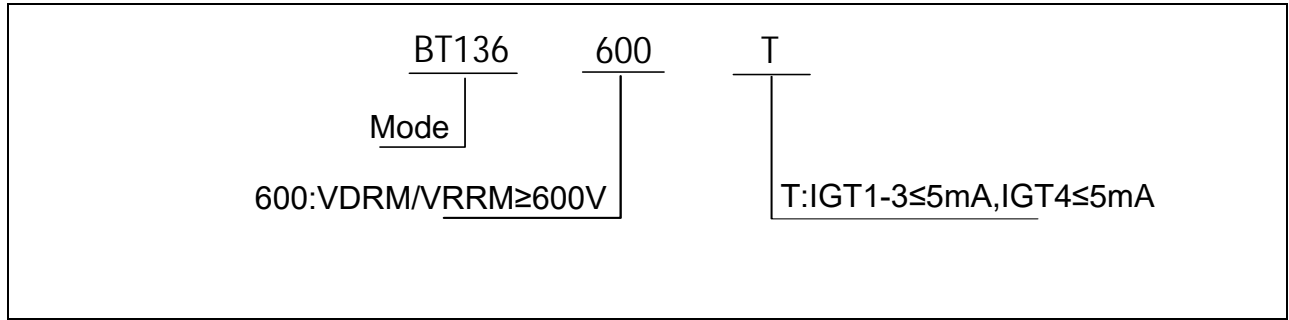 BT136 600 T
Mode
600:VDRM/VRRM≥600V T:IGT1-3≤5mA,IGT4≤5mA